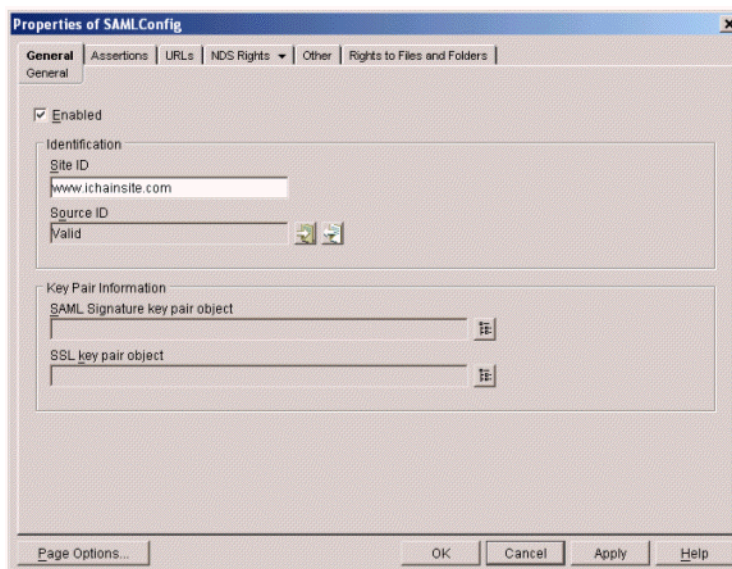 Properties of SAMLConfig
General Assertions URLs NDS Rights Other Rights to Files and Folders
General
Enabled
Identification
Site ID
www.ichainsite.com
Source ID
Valid
Key Pair Information
SAML Signature key pair object
SSL key pair object
Page Options... OK Cancel Apply Help